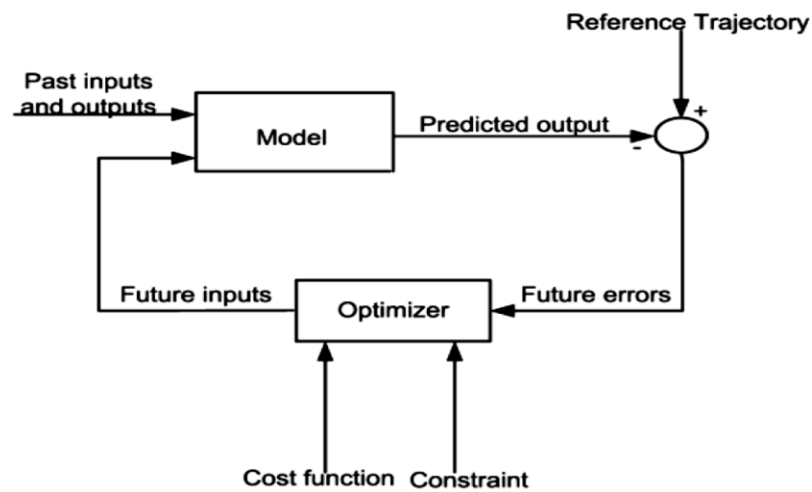 Reference Trajectory
Past inputs
and outputs
Model
Predicted output
+
-
Future inputs
Optimizer
Future errors
Cost function
Constraint